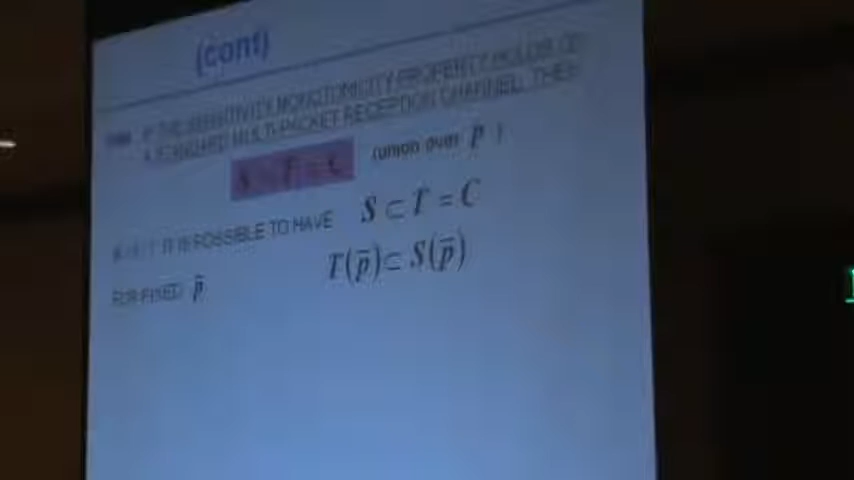 (cont)
IF THE SENSITIVITY MONOTONICITY PROPERTY HOLDS
A STANDARD MULTI-PACKET RECEPTION CHANNEL, THEN
(union over p̄ )
IT IS POSSIBLE TO HAVE S ⊂ T = C
FOR FIXED p̄ T(p̄) ⊂ S(p̄)